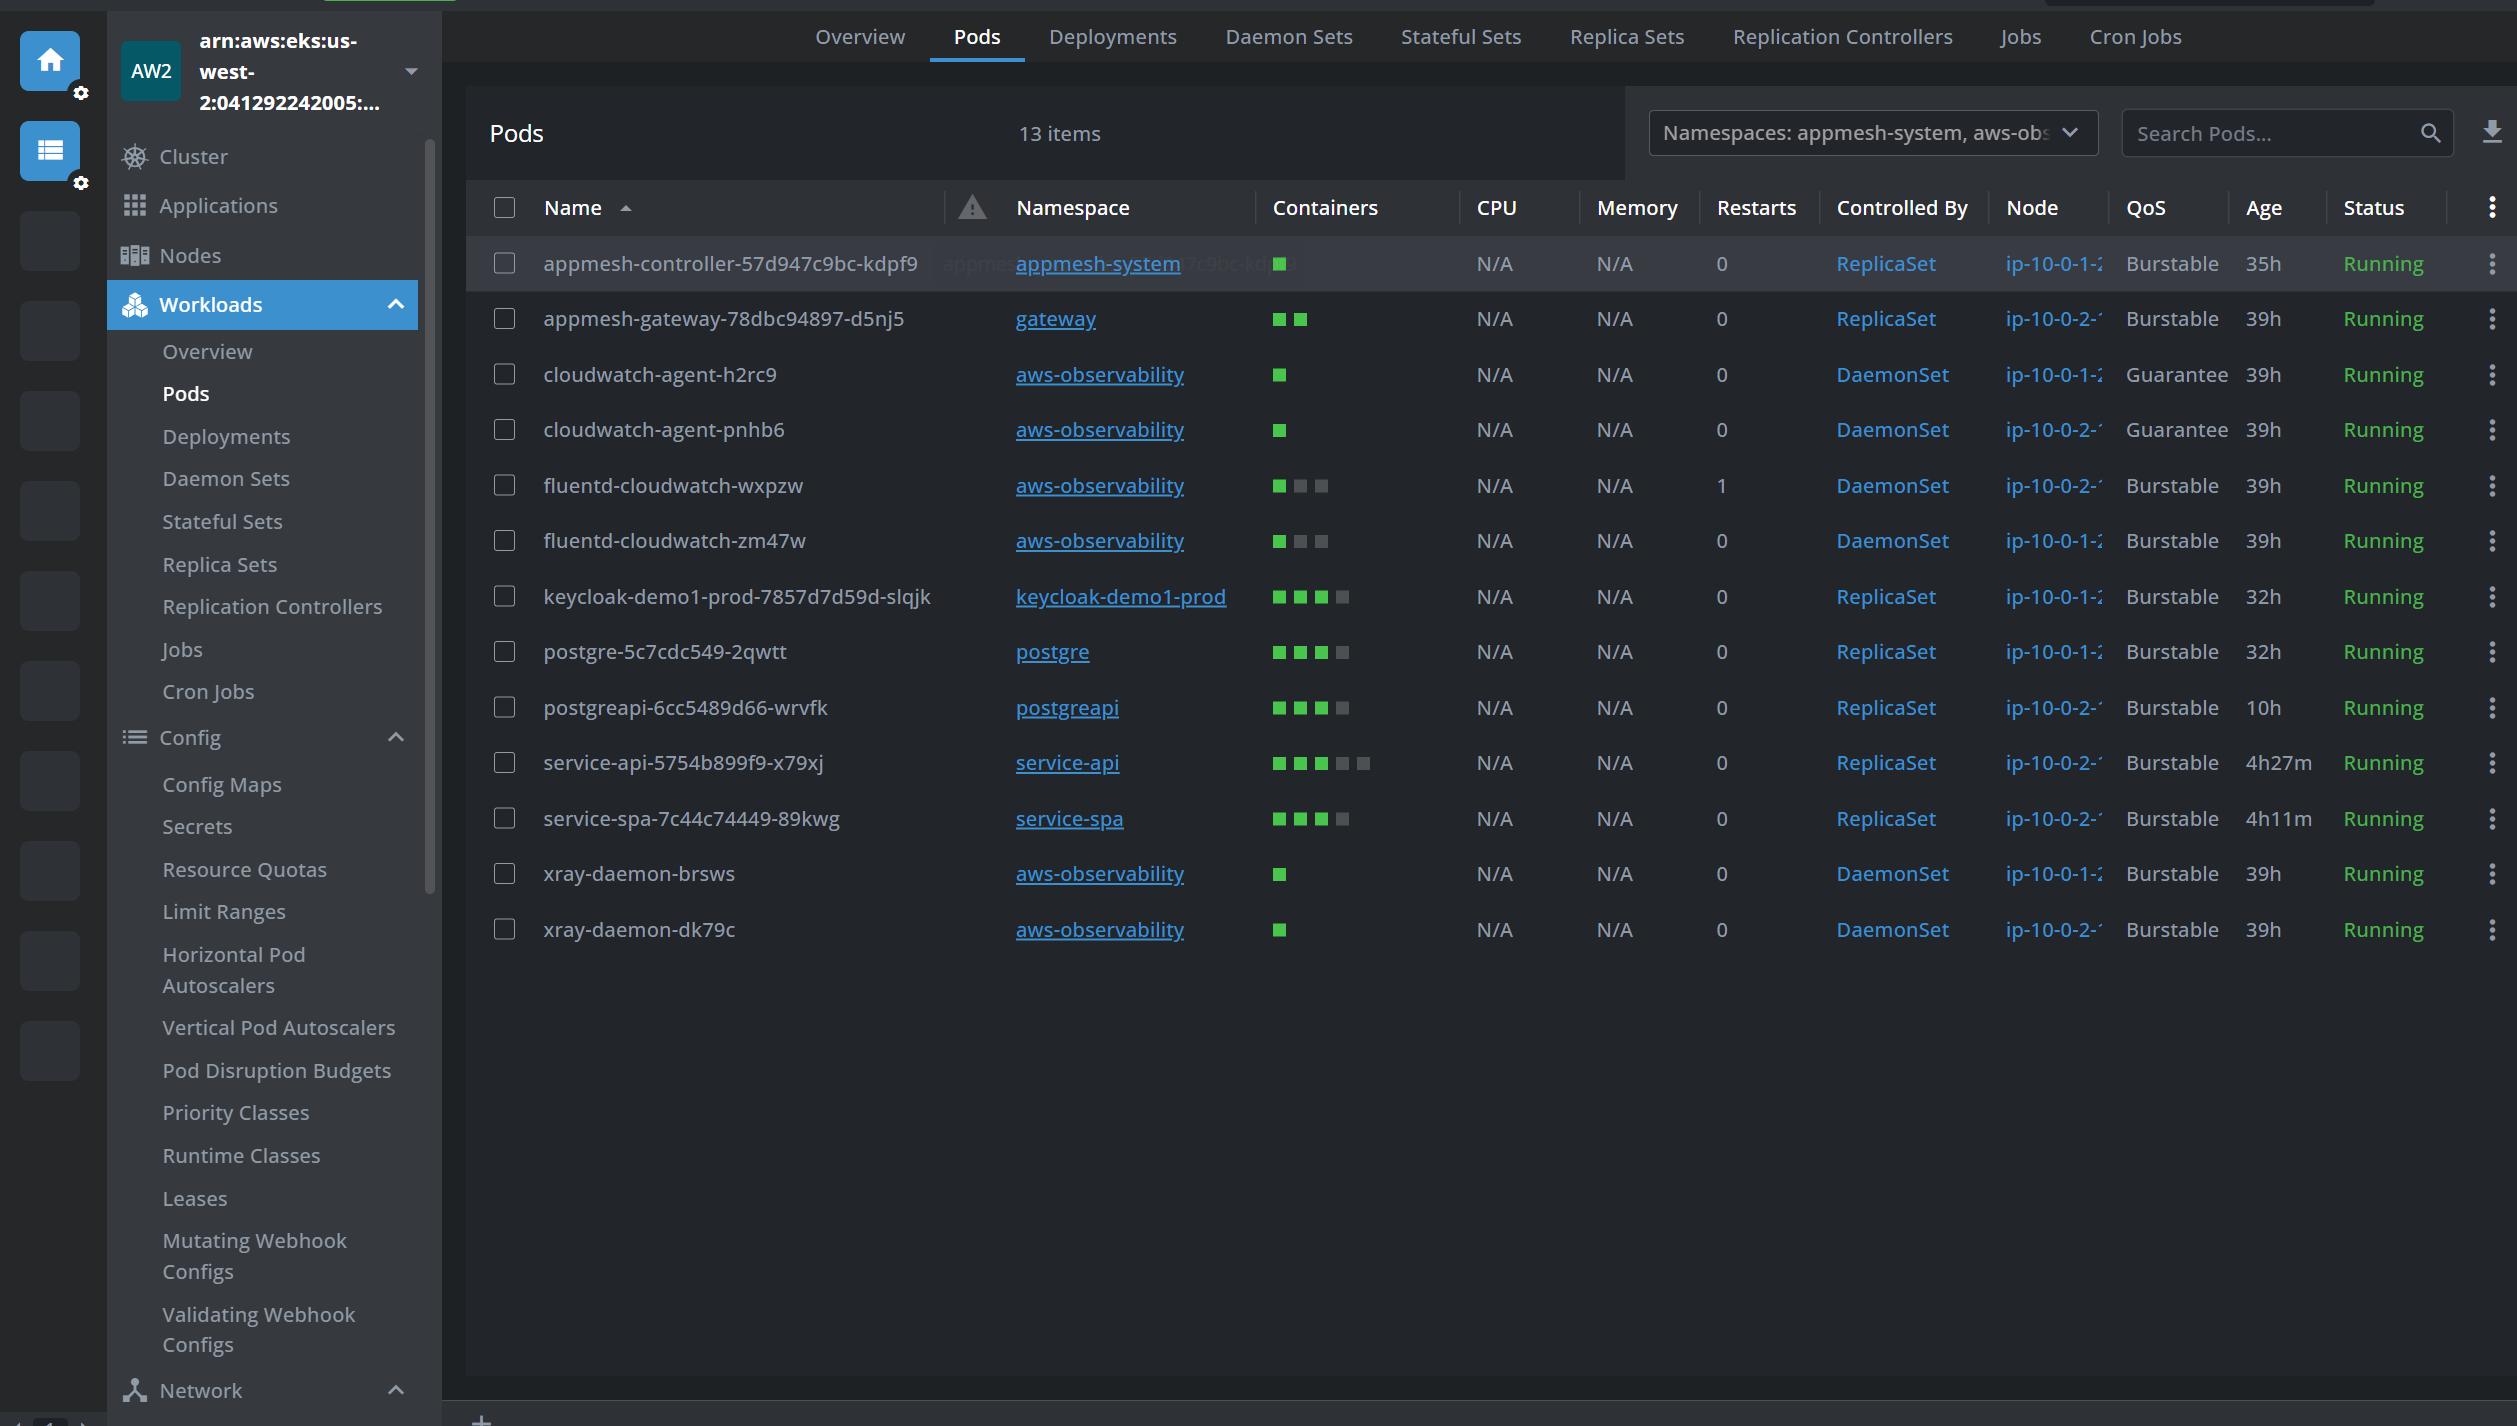 arn:aws:eks:us-
AW2
west-
2:041292242005:...
Cluster
Applications
Nodes
Workloads
Overview
Pods
Deployments
Daemon Sets
Stateful Sets
Replica Sets
Replication Controllers
Jobs
Cron Jobs
Config
Config Maps
Secrets
Resource Quotas
Limit Ranges
Horizontal Pod
Autoscalers
Vertical Pod Autoscalers
Pod Disruption Budgets
Priority Classes
Runtime Classes
Leases
Mutating Webhook
Configs
Validating Webhook
Configs
Network
Overview Pods Deployments Daemon Sets Stateful Sets Replica Sets Replication Controllers Jobs Cron Jobs
Pods 13 items Namespaces: appmesh-system, aws-obs Search Pods...
Name Namespace Containers CPU Memory Restarts Controlled By Node QoS Age Status
appmesh-controller-57d947c9bc-kdpf9 appmesh-system N/A N/A 0 ReplicaSet ip-10-0-1-2 Burstable 35h Running
appmesh-gateway-78dbc94897-d5nj5 gateway N/A N/A 0 ReplicaSet ip-10-0-2-1 Burstable 39h Running
cloudwatch-agent-h2rc9 aws-observability N/A N/A 0 DaemonSet ip-10-0-1-2 Guarantee 39h Running
cloudwatch-agent-pnhb6 aws-observability N/A N/A 0 DaemonSet ip-10-0-2-1 Guarantee 39h Running
fluentd-cloudwatch-wxpzw aws-observability N/A N/A 1 DaemonSet ip-10-0-2-1 Burstable 39h Running
fluentd-cloudwatch-zm47w aws-observability N/A N/A 0 DaemonSet ip-10-0-1-2 Burstable 39h Running
keycloak-demo1-prod-7857d7d59d-slqjk keycloak-demo1-prod N/A N/A 0 ReplicaSet ip-10-0-1-2 Burstable 32h Running
postgre-5c7cdc549-2qwtt postgre N/A N/A 0 ReplicaSet ip-10-0-1-2 Burstable 32h Running
postgreapi-6cc5489d66-wrvfk postgreapi N/A N/A 0 ReplicaSet ip-10-0-2-1 Burstable 10h Running
service-api-5754b899f9-x79xj service-api N/A N/A 0 ReplicaSet ip-10-0-2-1 Burstable 4h27m Running
service-spa-7c44c74449-89kwg service-spa N/A N/A 0 ReplicaSet ip-10-0-2-1 Burstable 4h11m Running
xray-daemon-brsws aws-observability N/A N/A 0 DaemonSet ip-10-0-1-2 Burstable 39h Running
xray-daemon-dk79c aws-observability N/A N/A 0 DaemonSet ip-10-0-2-1 Burstable 39h Running